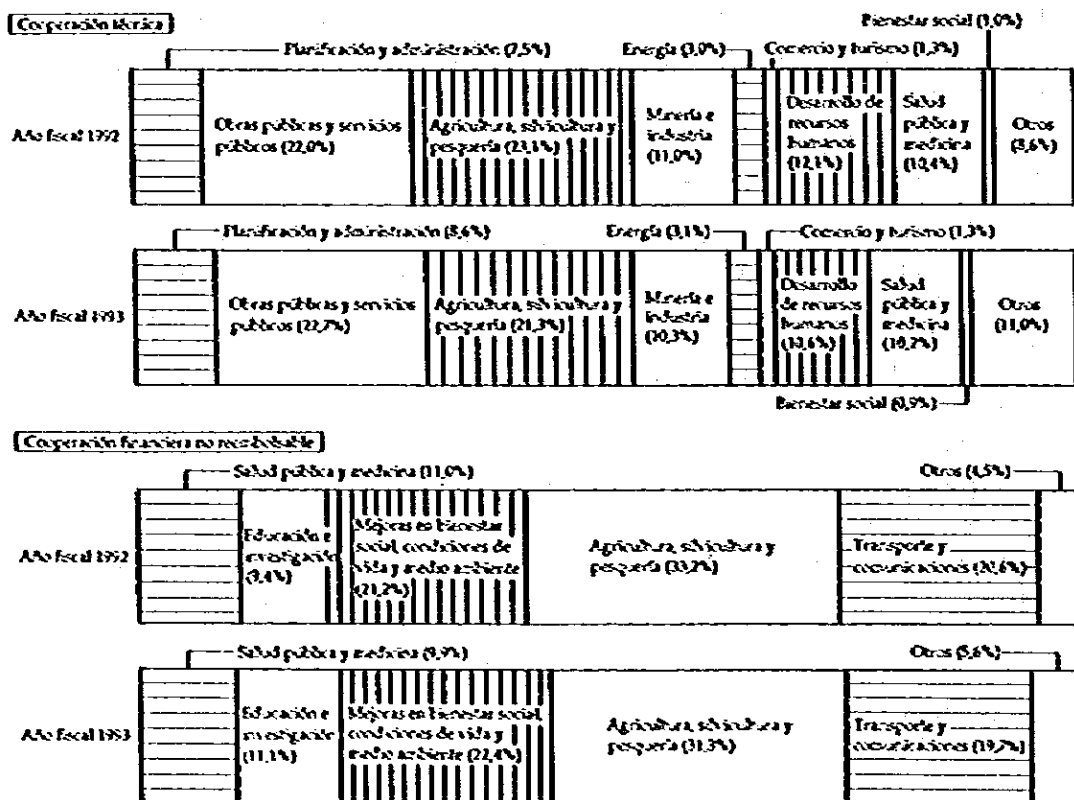 Cooperación técnica
Bienestar social (1,0%)
Planificación y administración (7,5%)
Energía (3,0%)
Comercio y turismo (1,3%)
Año fiscal 1992
Obras públicas y servicios
públicos (22,0%)
Agricultura, silvicultura y
pesquería (23,1%)
Minería e
industria
(11,0%)
Desarrollo de
recursos
humanos
(12,1%)
Salud
pública y
medicina
(10,4%)
Otros
(8,6%)
Planificación y administración (8,6%)
Energía (3,1%)
Comercio y turismo (1,3%)
Año fiscal 1993
Obras públicas y servicios
públicos (22,7%)
Agricultura, silvicultura y
pesquería (21,3%)
Minería e
industria
(10,3%)
Desarrollo
de recursos
humanos
(10,6%)
Salud
pública y
medicina
(10,2%)
Otros
(11,0%)
Bienestar social (0,9%)
Cooperación financiera no reembolsable
Salud pública y medicina (11,0%)
Otros (4,5%)
Año fiscal 1992
Educación e
investigación
(9,4%)
Mejoras en bienestar
social, condiciones de
vida y medio ambiente
(21,2%)
Agricultura, silvicultura y
pesquería (33,2%)
Transporte y
comunicaciones (20,6%)
Salud pública y medicina (9,9%)
Otros (5,6%)
Año fiscal 1993
Educación e
investigación
(11,1%)
Mejoras en bienestar social,
condiciones de vida y
medio ambiente (22,4%)
Agricultura, silvicultura y
pesquería (31,3%)
Transporte y
comunicaciones (19,7%)